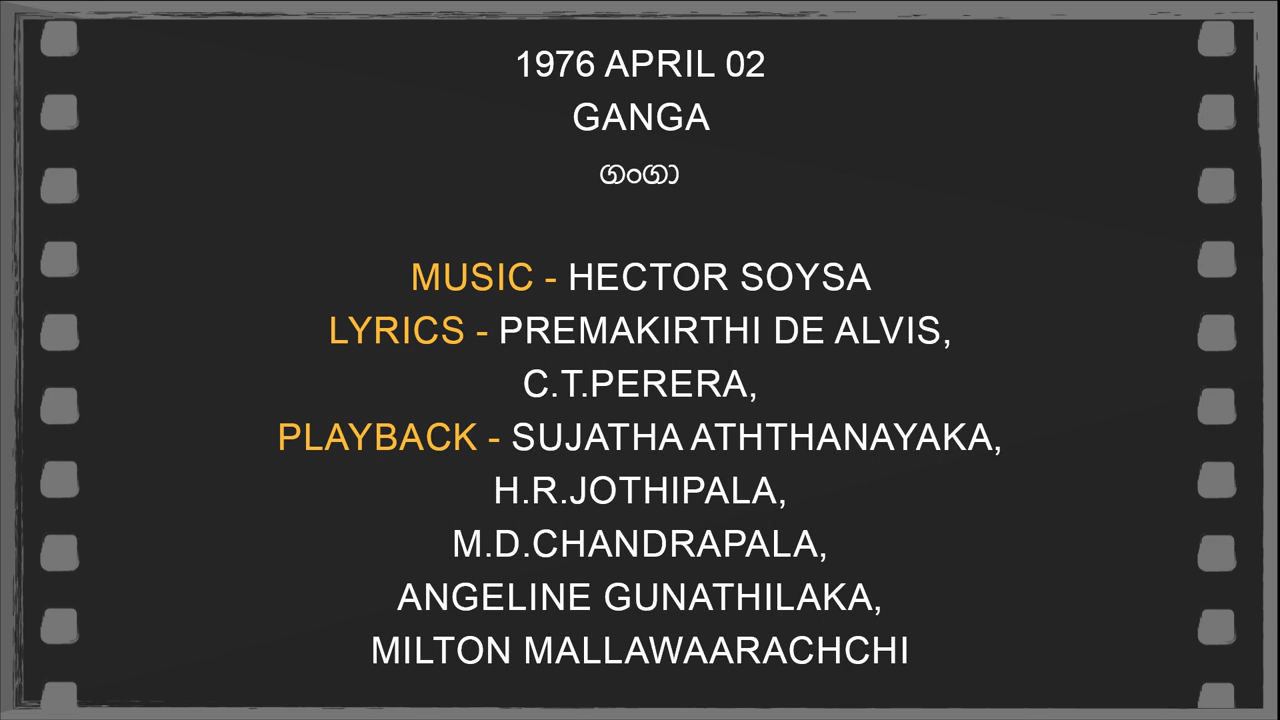 1976 APRIL 02
GANGA
ගංගා
MUSIC - HECTOR SOYSA
LYRICS - PREMAKIRTHI DE ALVIS,
C.T.PERERA,
PLAYBACK - SUJATHA ATHTHANAYAKA,
H.R.JOTHIPALA,
M.D.CHANDRAPALA,
ANGELINE GUNATHILAKA,
MILTON MALLAWAARACHCHI